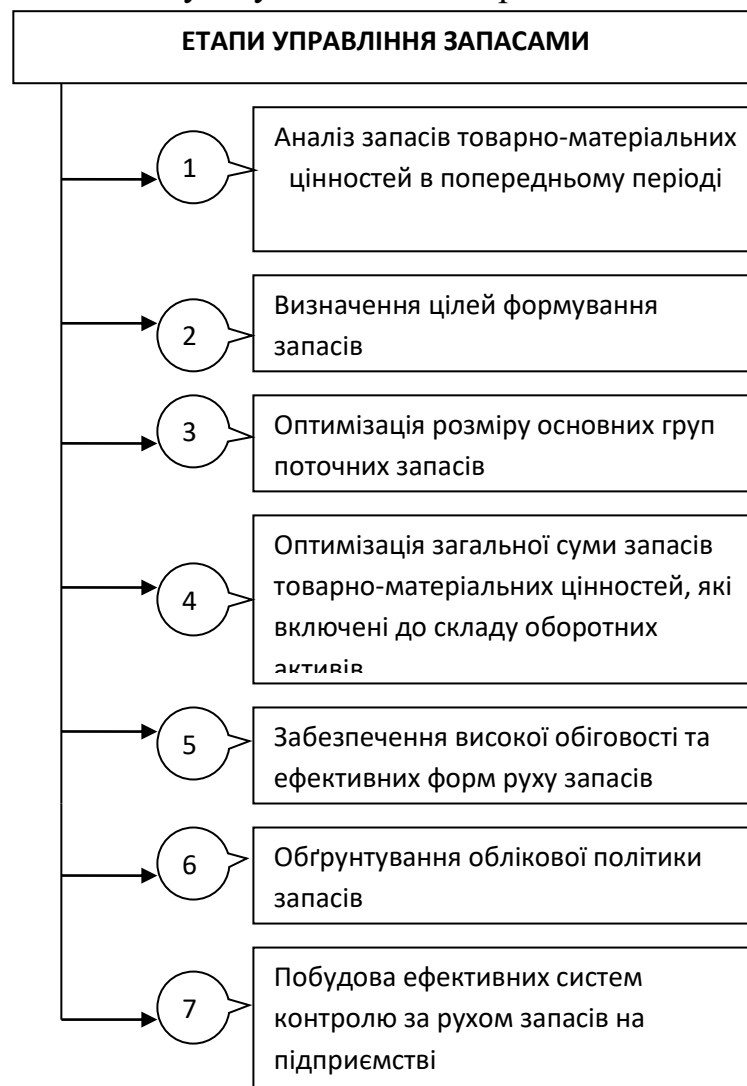 ЕТАПИ УПРАВЛІННЯ ЗАПАСАМИ
1
Аналіз запасів товарно-матеріальних
цінностей в попередньому періоді
2
Визначення цілей формування
запасів
3
Оптимізація розміру основних груп
поточних запасів
4
Оптимізація загальної суми запасів
товарно-матеріальних цінностей, які
включені до складу оборотних
активів
5
Забезпечення високої обіговості та
ефективних форм руху запасів
6
Обґрунтування облікової політики
запасів
7
Побудова ефективних систем
контролю за рухом запасів на
підприємстві